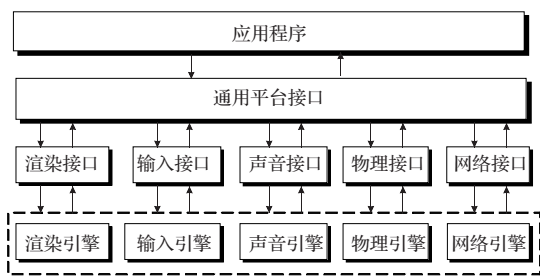 应用程序
通用平台接口
渲染接口 输入接口 声音接口 物理接口 网络接口
渲染引擎 输入引擎 声音引擎 物理引擎 网络引擎